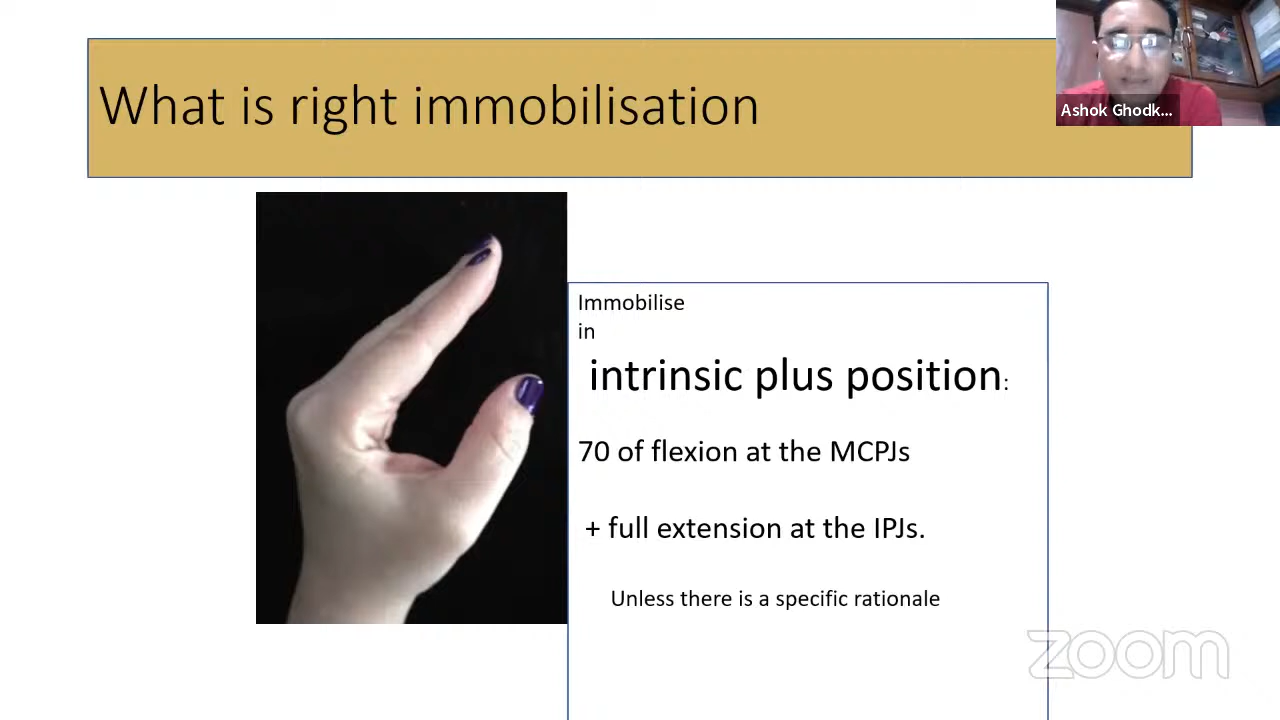 What is right immobilisation
Ashok Ghodk...
Immobilise
in
intrinsic plus position:
70 of flexion at the MCPJs
+ full extension at the IPJs.
Unless there is a specific rationale
zoom